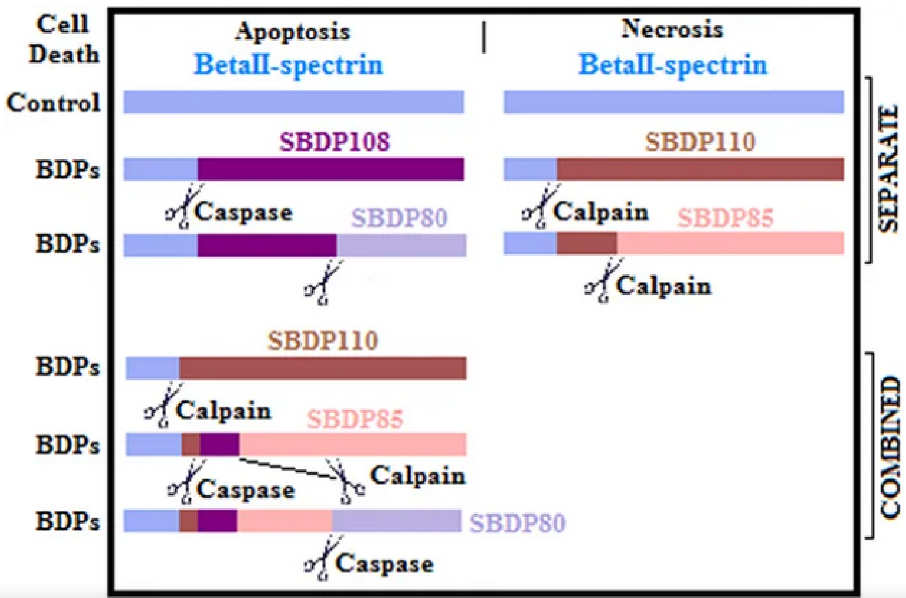 Cell Death
Apoptosis | Necrosis
BetaII-spectrin BetaII-spectrin
Control
SBDP108 SBDP110
BDPs
Caspase Calpain
SBDP80 SBDP85
BDPs
Calpain
SEPARATE
SBDP110
BDPs
Calpain
SBDP85
BDPs
Caspase Calpain
BDPs SBDP80
Caspase
COMBINED